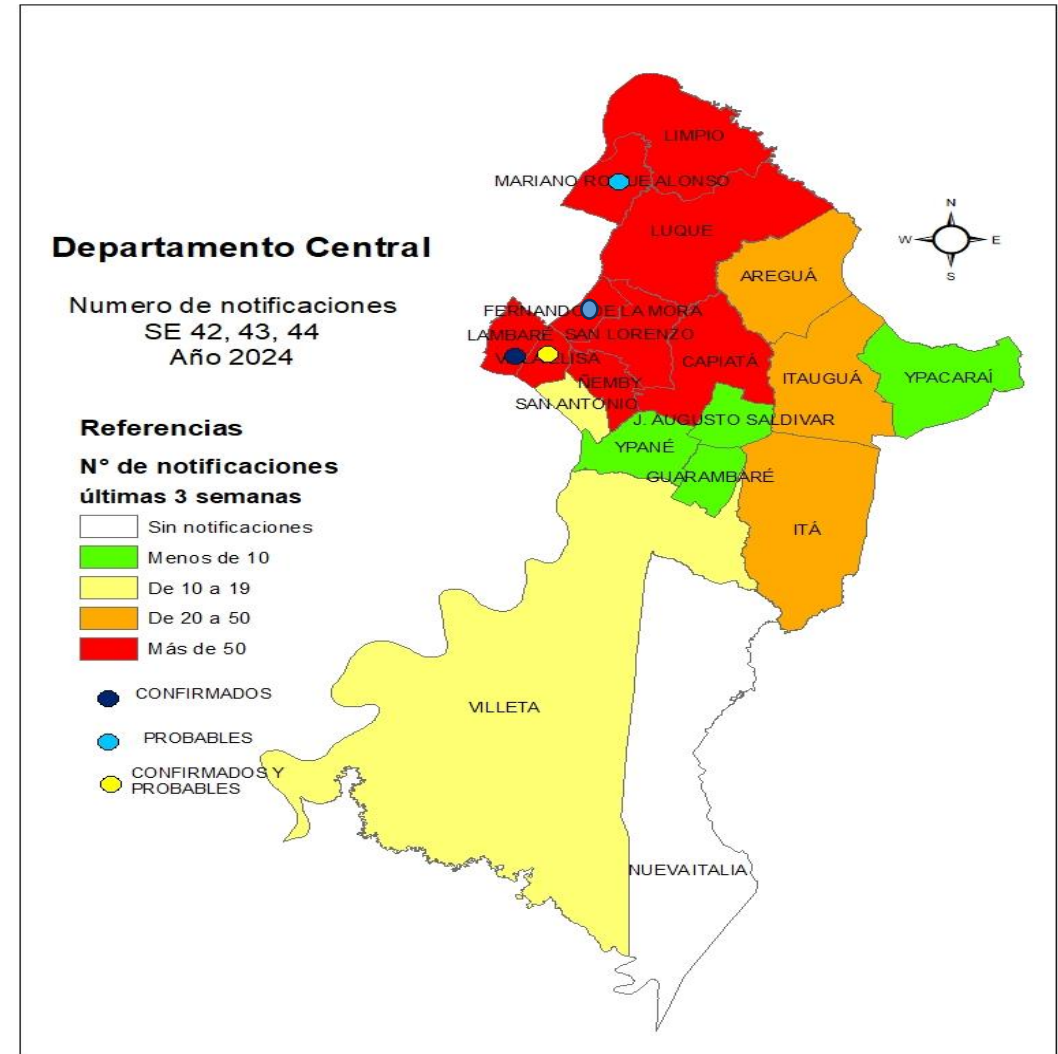 Departamento Central
Numero de notificaciones
SE 42, 43, 44
Año 2024
Referencias
N° de notificaciones
últimas 3 semanas
Sin notificaciones
Menos de 10
De 10 a 19
De 20 a 50
Más de 50
CONFIRMADOS
PROBABLES
CONFIRMADOS Y
PROBABLES
N
W
E
S
LIMPIO
MARIANO ROQUE ALONSO
LUQUE
AREGUÁ
FERNANDO DE LA MORA
LAMBARÉ
SAN LORENZO
VILLA ELISA
CAPIATÁ
ITAUGUÁ
YPACARAÍ
ÑEMBY
SAN ANTONIO
J. AUGUSTO SALDIVAR
YPANÉ
GUARAMBARÉ
ITÁ
VILLETA
NUEVA ITALIA